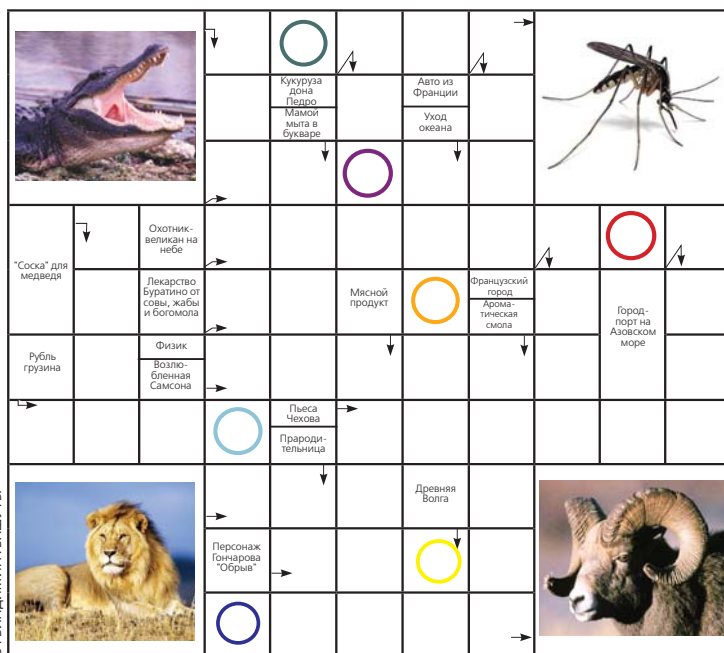 Кукуруза
дона
Педро
Мамой
мыта в
букваре
Авто из
Франции
Уход
океана
"Соска" для
медведя
Охотник-
великан на
небе
Лекарство
Буратино от
совы, жабы
и богомола
Мясной
продукт
Французский
город
Арома-
тическая
смола
Город-
порт на
Азовском
море
Рубль
грузина
Физик
Возлю-
бленная
Самсона
Пьеса
Чехова
Прароди-
тельница
Древняя
Волга
Персонаж
Гончарова
"Обрыв"